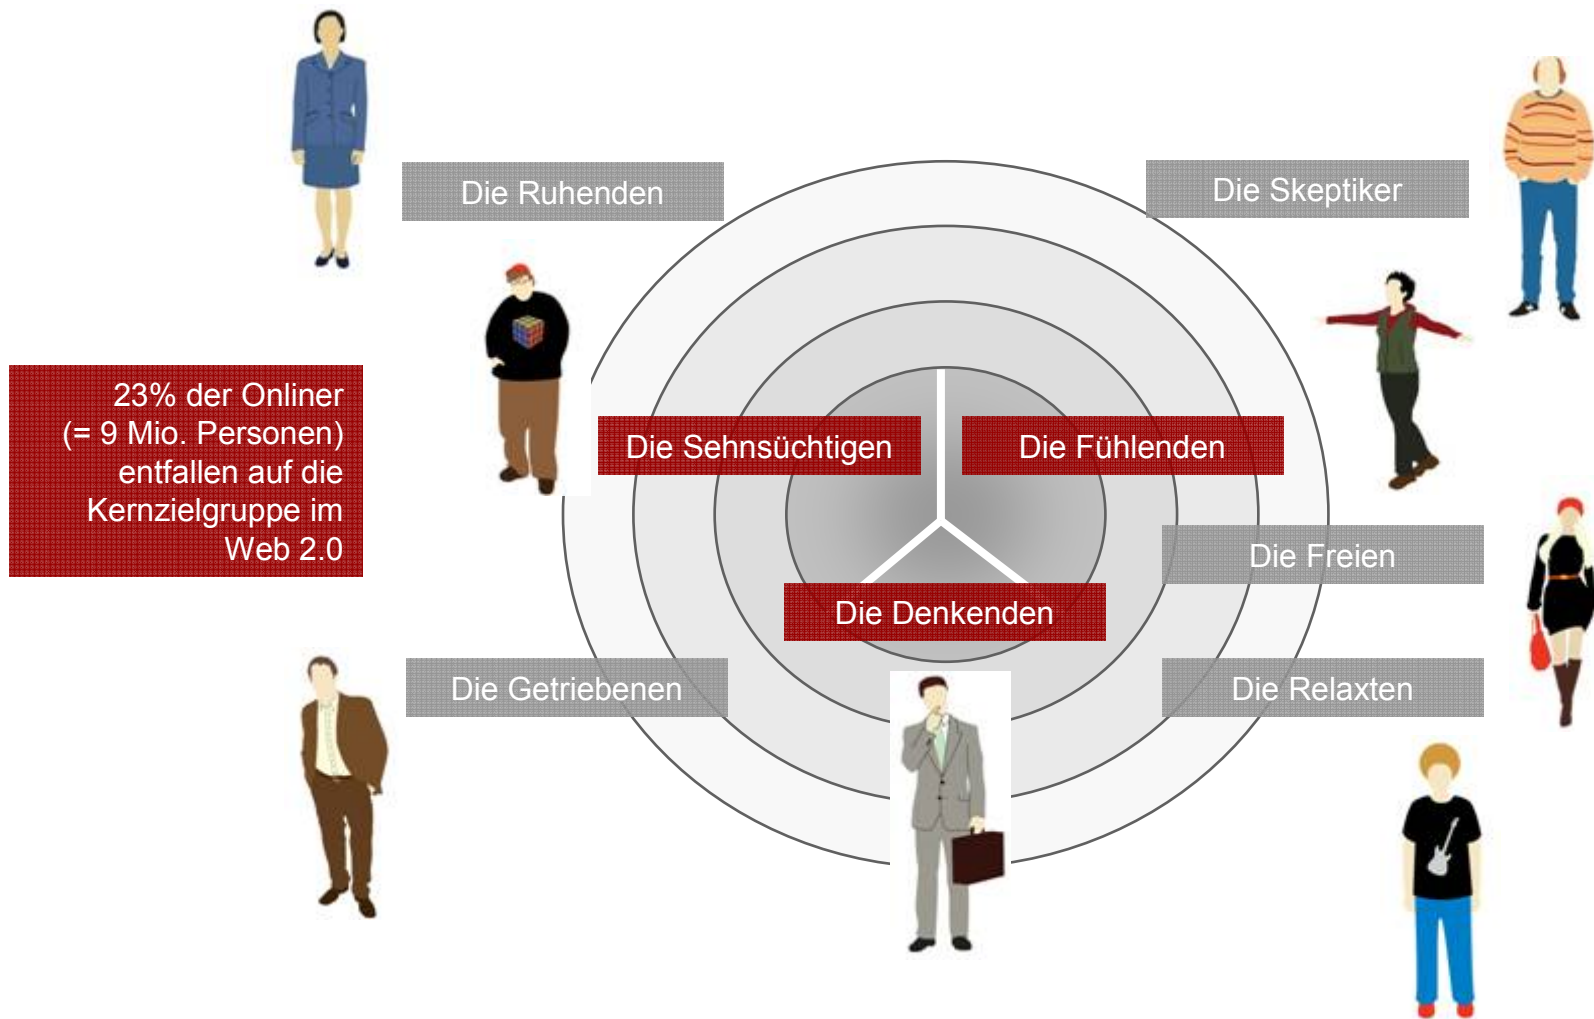 Die Ruhenden
Die Skeptiker
23% der Onliner
(= 9 Mio. Personen)
entfallen auf die
Kernzielgruppe im
Web 2.0
Die Sehnsüchtigen
Die Fühlenden
Die Freien
Die Denkenden
Die Getriebenen
Die Relaxten